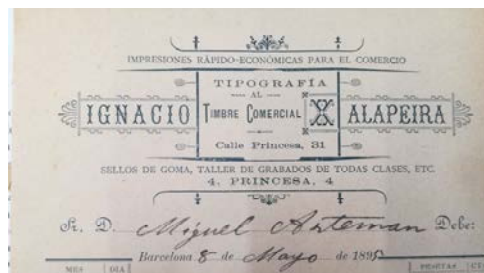 IMPRESIONES RÁPIDO-ECONÓMICAS PARA EL COMERCIO
TIPOGRAFÍA
AL
IGNACIO TIMBRE COMERCIAL X ALAPEIRA
Calle Princesa, 31
SELLOS DE GOMA, TALLER DE GRABADOS DE TODAS CLASES, ETC.
4, PRINCESA, 4
Sr. D. Miguel Debe:
Barcelona 8 de Mayo de 189
MES DIA PESETAS